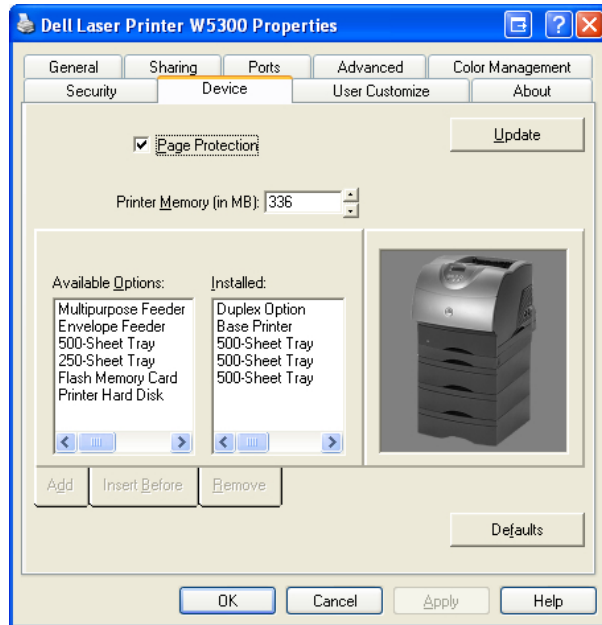 Dell Laser Printer W5300 Properties
General Sharing Ports Advanced Color Management
Security Device User Customize About
Page Protection
Update
Printer Memory (in MB): 336
Available Options:
Multipurpose Feeder
Envelope Feeder
500-Sheet Tray
250-Sheet Tray
Flash Memory Card
Printer Hard Disk
Installed:
Duplex Option
Base Printer
500-Sheet Tray
500-Sheet Tray
500-Sheet Tray
Add Insert Before Remove
Defaults
OK Cancel Apply Help